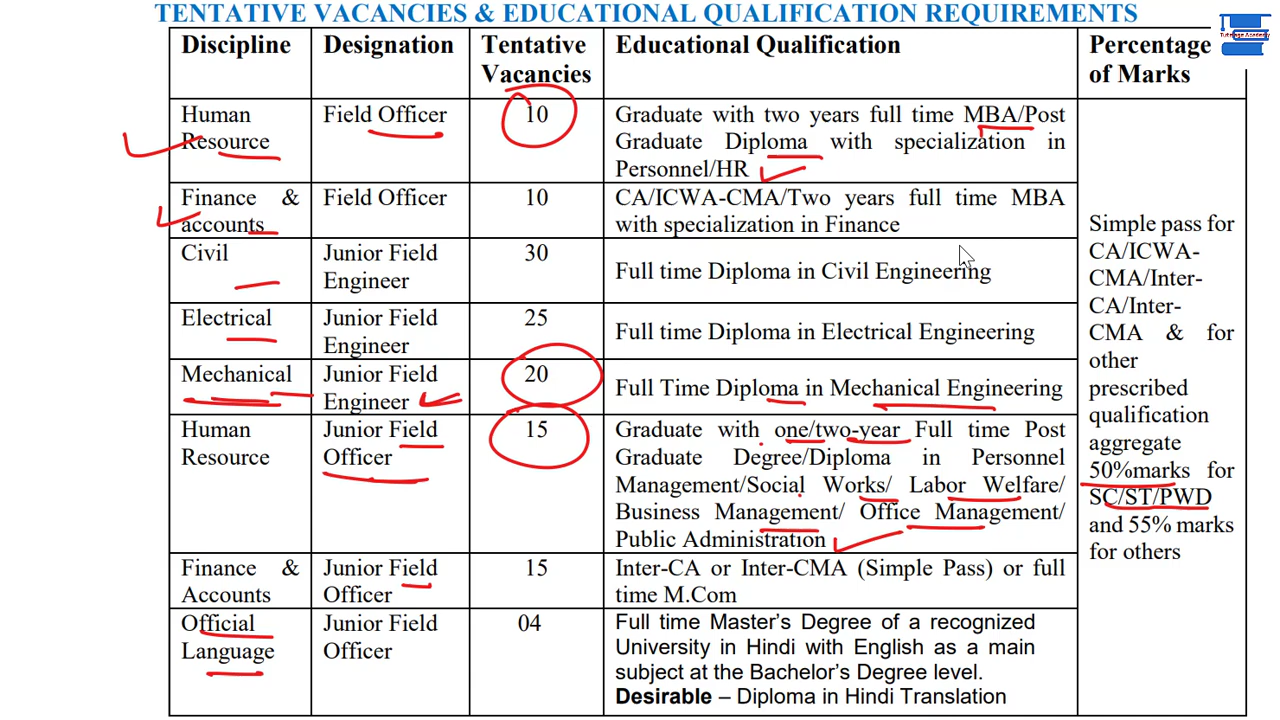 TENTATIVE VACANCIES & EDUCATIONAL QUALIFICATION REQUIREMENTS
Tutelage Academy
Discipline Designation Tentative Vacancies Educational Qualification Percentage of Marks
Human Resource
Field Officer
10
Graduate with two years full time MBA/Post
Graduate Diploma with specialization in
Personnel/HR
Finance & accounts
Field Officer
10
CA/ICWA-CMA/Two years full time MBA
with specialization in Finance
Civil
Junior Field
Engineer
30
Full time Diploma in Civil Engineering
Electrical
Junior Field
Engineer
25
Full time Diploma in Electrical Engineering
Mechanical
Junior Field
Engineer
20
Full Time Diploma in Mechanical Engineering
Human
Resource
Junior Field
Officer
15
Graduate with one/two-year Full time Post
Graduate Degree/Diploma in Personnel
Management/Social Works/ Labor Welfare/
Business Management/ Office Management/
Public Administration
Finance &
Accounts
Junior Field
Officer
15
Inter-CA or Inter-CMA (Simple Pass) or full
time M.Com
Official
Language
Junior Field
Officer
04
Full time Master's Degree of a recognized
University in Hindi with English as a main
subject at the Bachelor's Degree level.
Desirable – Diploma in Hindi Translation
Simple pass for
CA/ICWA-
CMA/Inter-
CA/Inter-
CMA & for
other
prescribed
qualification
aggregate
50%marks for
SC/ST/PWD
and 55% marks
for others